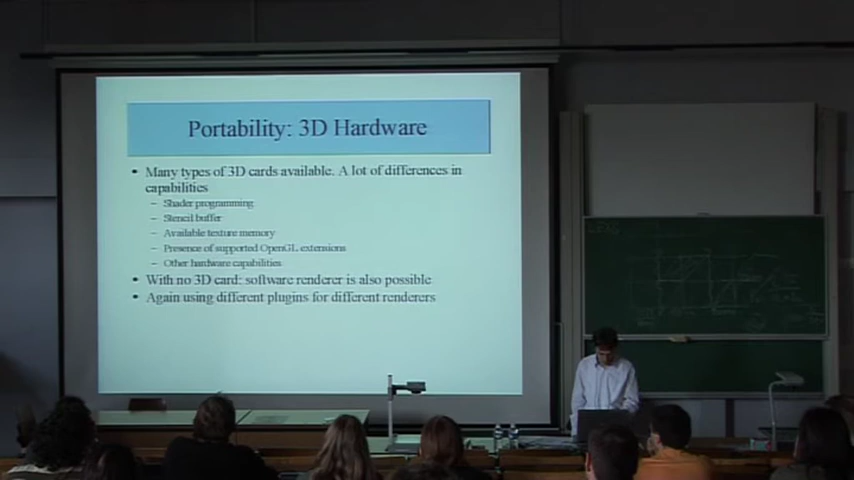 Portability: 3D Hardware
• Many types of 3D cards available. A lot of differences in
capabilities
– Shader programming
– Stencil buffer
– Available texture memory
– Presence of supported OpenGL extensions
– Other hardware capabilities
• With no 3D card: software renderer is also possible
• Again using different plugins for different renderers